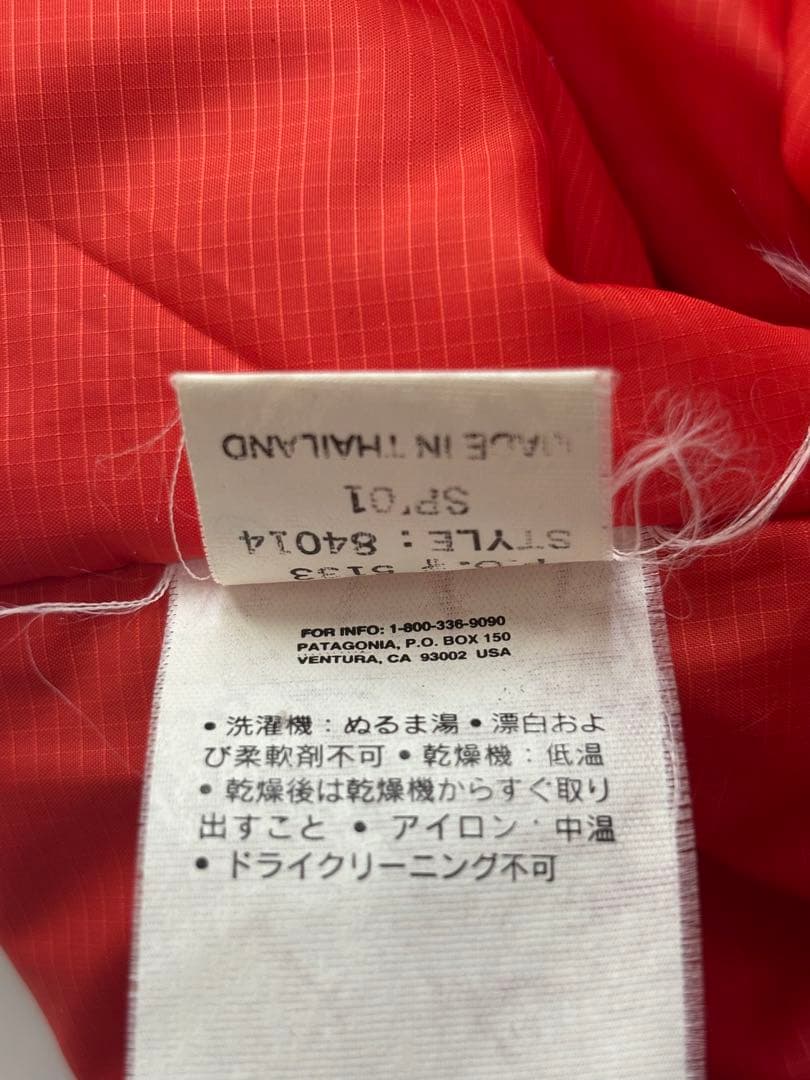 MADE IN THAILAND
SP'01
STYLE: 84014
P.O.# 5133
FOR INFO: 1-800-336-9090
PATAGONIA, P.O. BOX 150
VENTURA, CA 93002 USA
• 洗濯機：ぬるま湯 • 漂白およ
び柔軟剤不可 • 乾燥機：低温
• 乾燥後は乾燥機からすぐ取り
出すこと • アイロン：中温
• ドライクリーニング不可